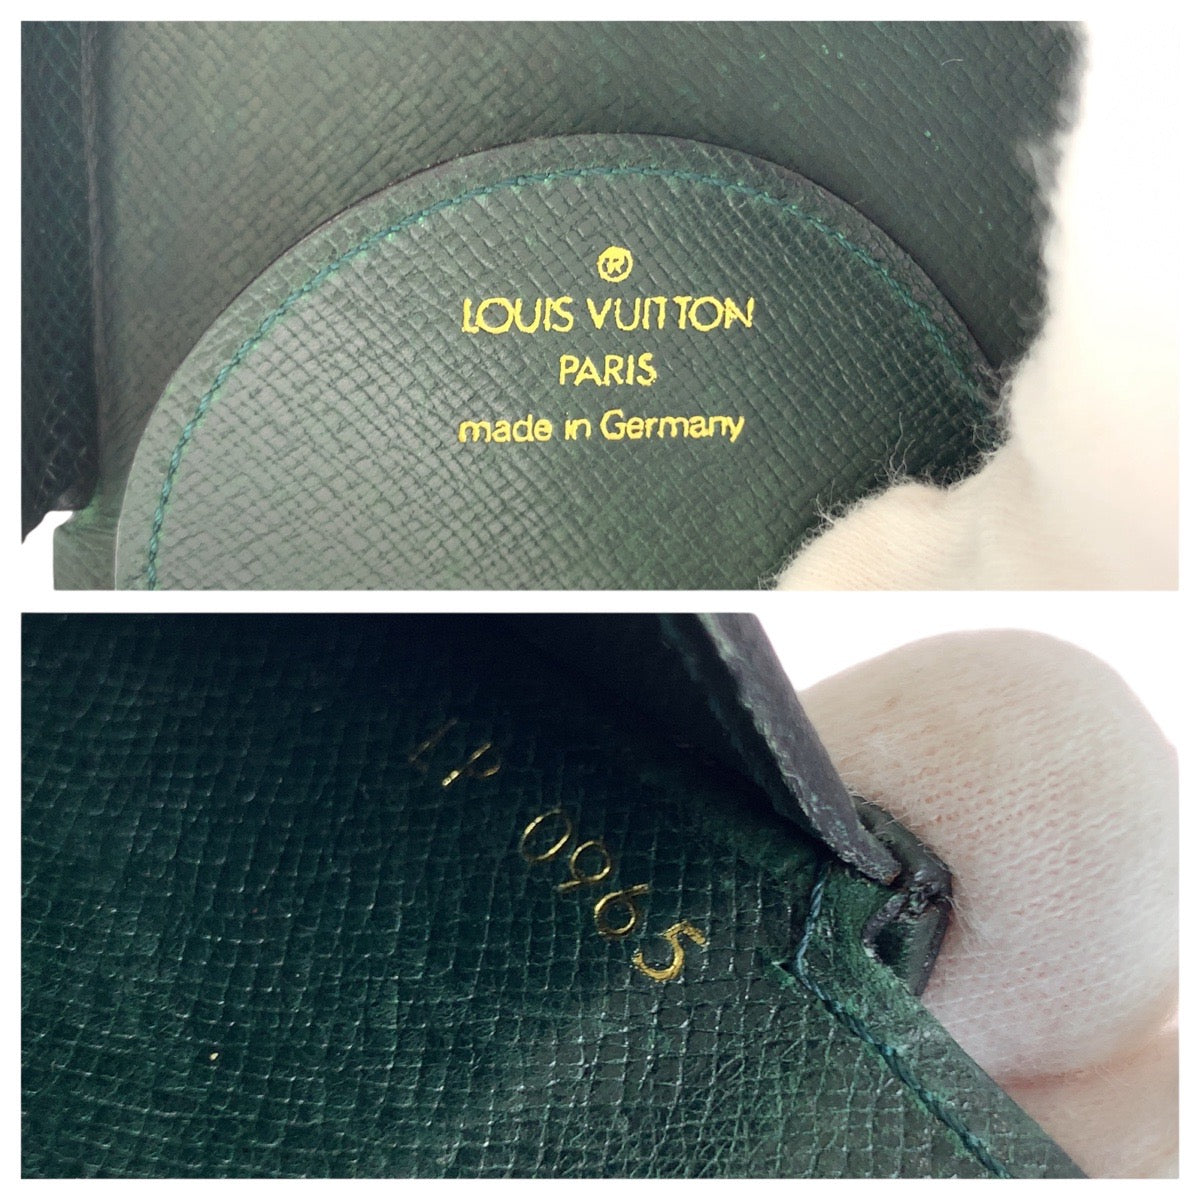 ®
LOUIS VUITTON
PARIS
made in Germany
LP 0965